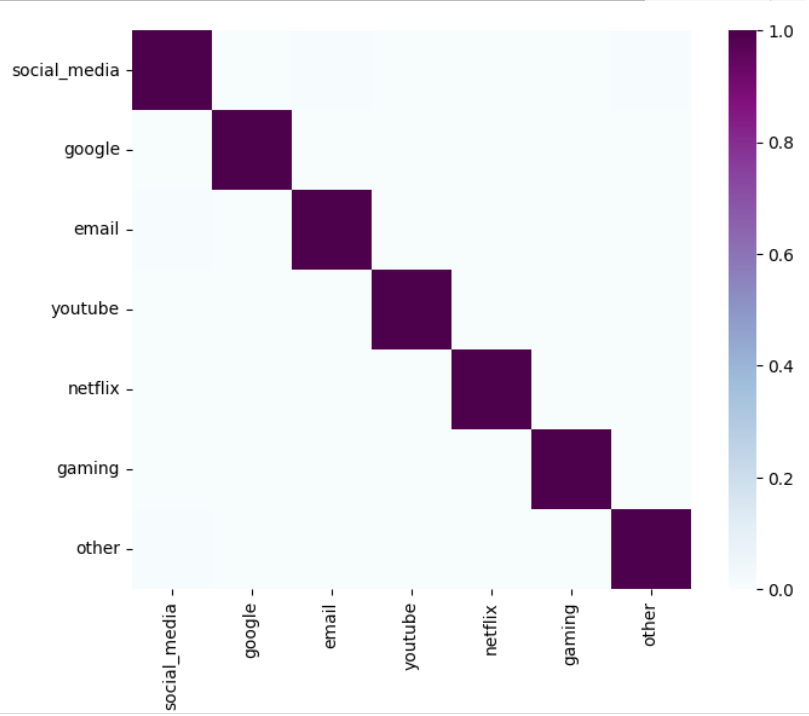 social_media
google
email
youtube
netflix
gaming
other
social_media
google
email
youtube
netflix
gaming
other
1.0
0.8
0.6
0.4
0.2
0.0